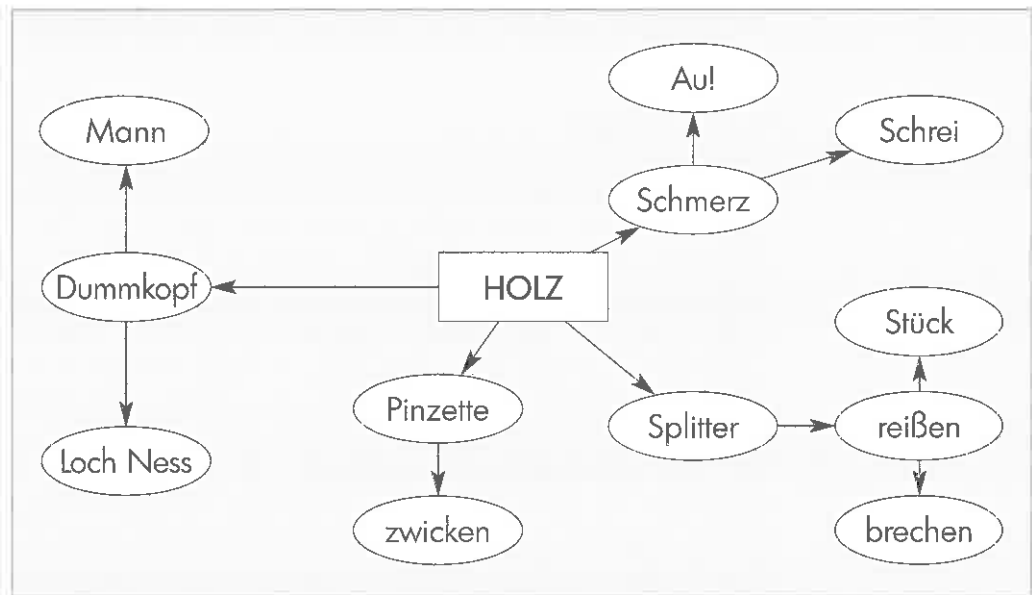 Au!
Mann
Schrei
Schmerz
Dummkopf
HOLZ
Stück
Pinzette
Splitter
reißen
Loch Ness
zwicken
brechen